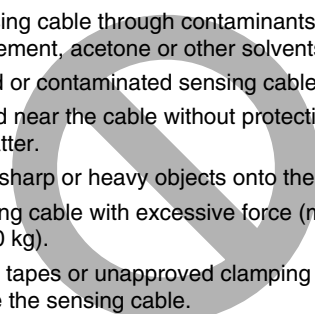 ing cable through contaminants
ement, acetone or other solvents
d or contaminated sensing cable
d near the cable without protecti
tter.
sharp or heavy objects onto the
ng cable with excessive force (m
0 kg).
tapes or unapproved clamping
e the sensing cable.